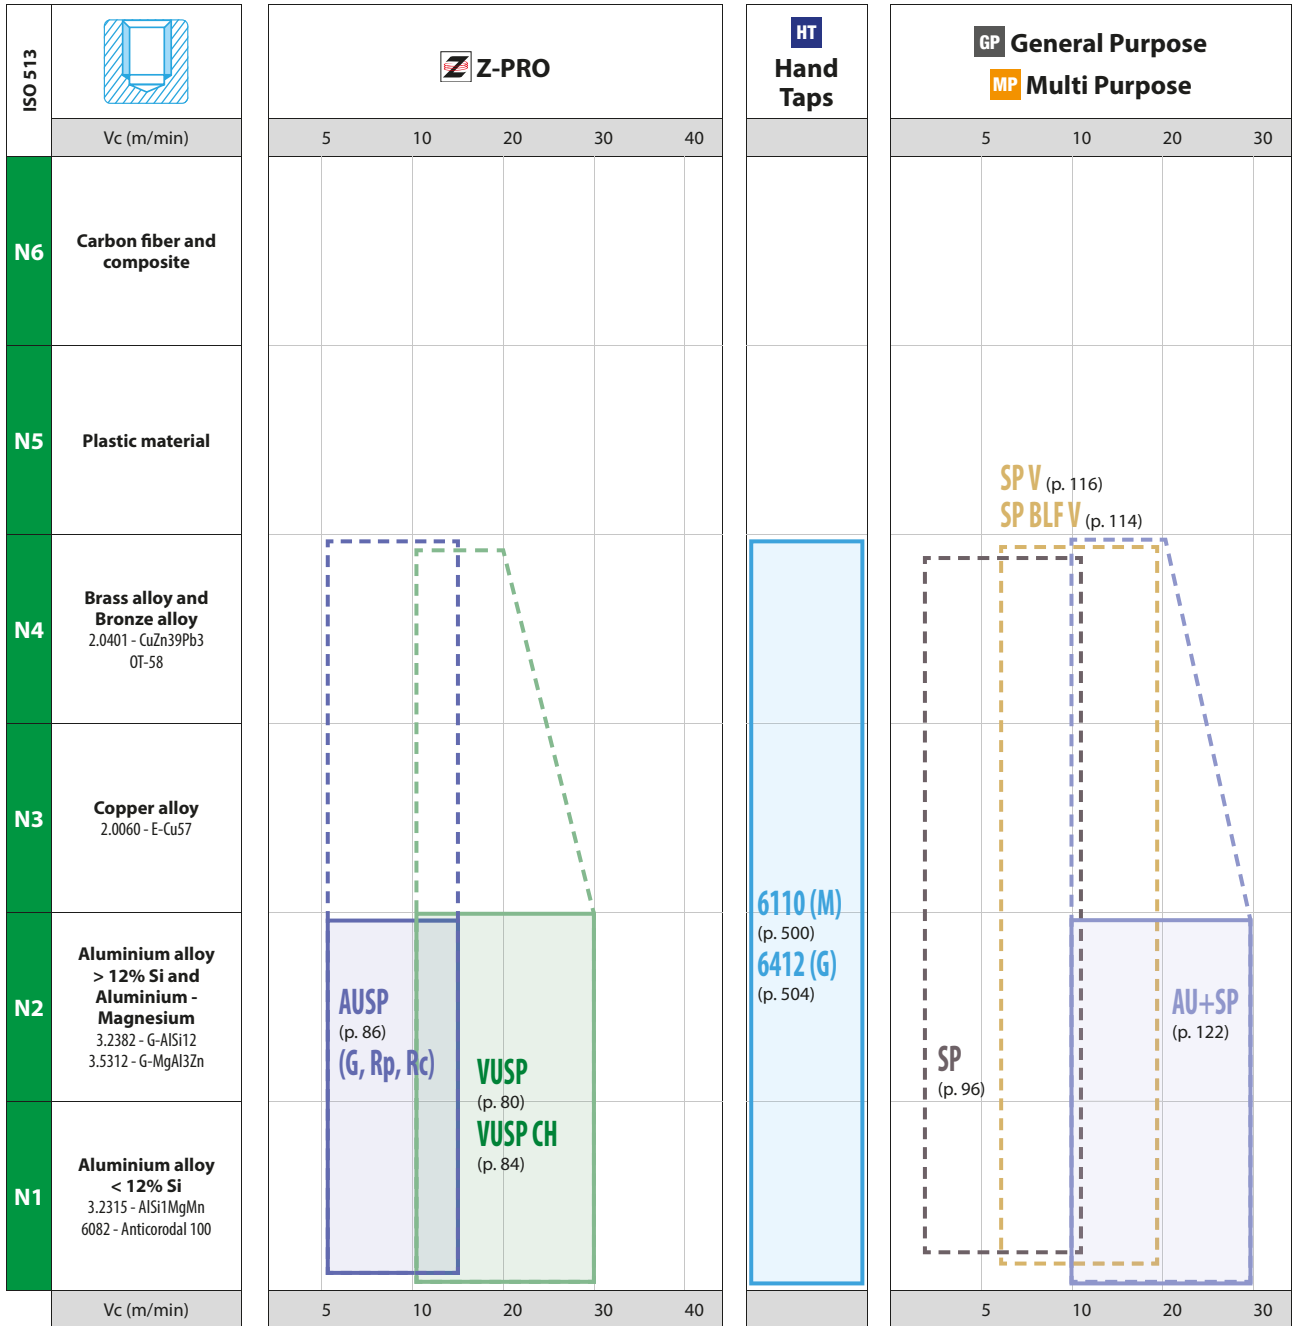 ISO 513
Z-PRO
HT
Hand
Taps
GP General Purpose
MP Multi Purpose
Vc (m/min)
5 10 20 30 40
5 10 20 30
N6
Carbon fiber and
composite
N5
Plastic material
SP V (p. 116)
SP BLF V (p. 114)
N4
Brass alloy and
Bronze alloy
2.0401 - CuZn39Pb3
OT-58
N3
Copper alloy
2.0060 - E-Cu57
6110 (M)
(p. 500)
6412 (G)
(p. 504)
N2
Aluminium alloy
> 12% Si and
Aluminium -
Magnesium
3.2382 - G-AlSi12
3.5312 - G-MgAl3Zn
AUSP
(p. 86)
(G, Rp, Rc)
VUSP
(p. 80)
VUSP CH
(p. 84)
SP
(p. 96)
AU+SP
(p. 122)
N1
Aluminium alloy
< 12% Si
3.2315 - AlSi1MgMn
6082 - Anticorodal 100
Vc (m/min)
5 10 20 30 40
5 10 20 30